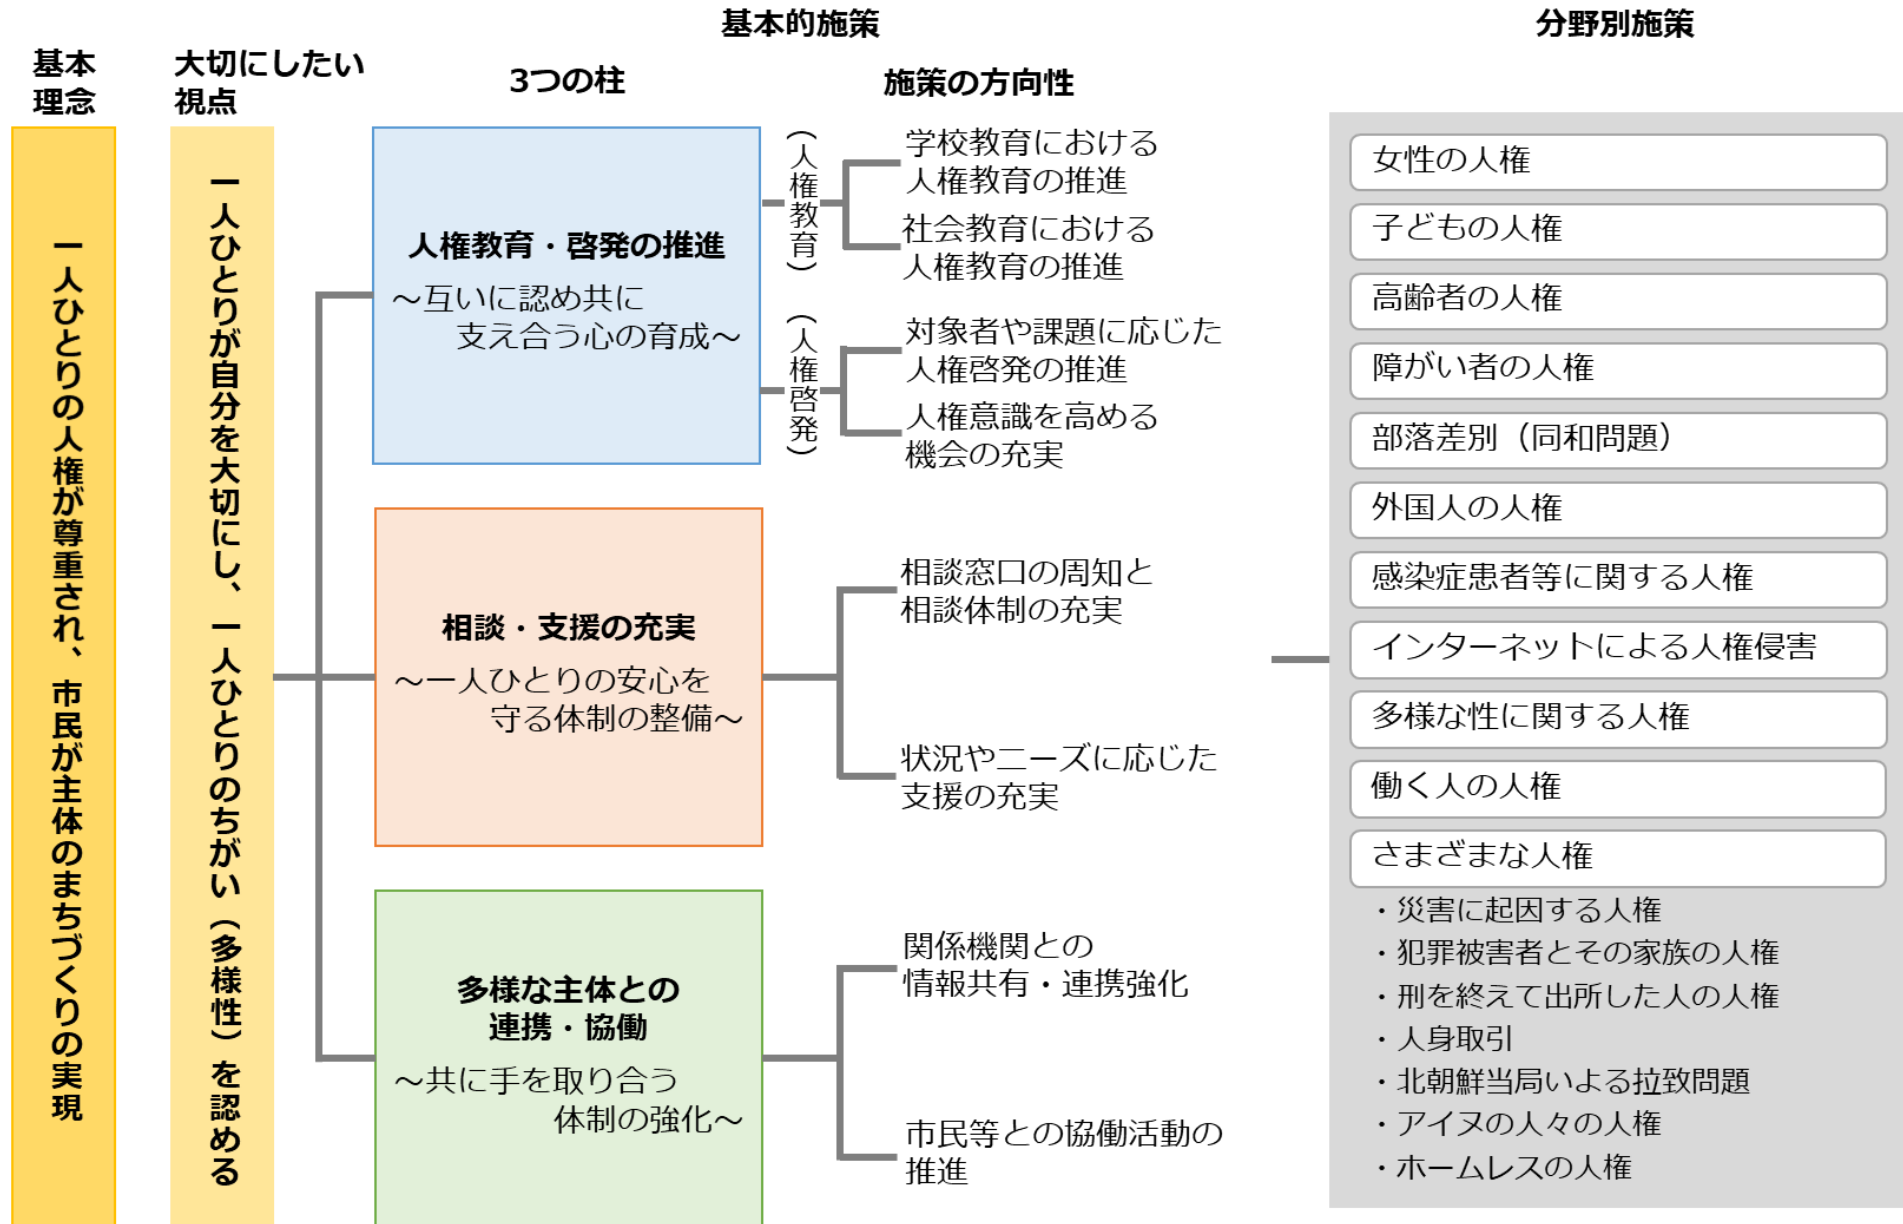 基本的施策
分野別施策
基本
理念
大切にしたい
視点
3つの柱
施策の方向性
一人ひとりの人権が尊重され、市民が主体のまちづくりの実現
一人ひとりが自分を大切にし、一人ひとりのちがい（多様性）を認める
人権教育・啓発の推進
～互いに認め共に
支え合う心の育成～
（人権教育）
学校教育における
人権教育の推進
社会教育における
人権教育の推進
（人権啓発）
対象者や課題に応じた
人権啓発の推進
人権意識を高める
機会の充実
相談・支援の充実
～一人ひとりの安心を
守る体制の整備～
相談窓口の周知と
相談体制の充実
状況やニーズに応じた
支援の充実
多様な主体との
連携・協働
～共に手を取り合う
体制の強化～
関係機関との
情報共有・連携強化
市民等との協働活動の
推進
女性の人権
子どもの人権
高齢者の人権
障がい者の人権
部落差別（同和問題）
外国人の人権
感染症患者等に関する人権
インターネットによる人権侵害
多様な性に関する人権
働く人の人権
さまざまな人権
・災害に起因する人権
・犯罪被害者とその家族の人権
・刑を終えて出所した人の人権
・人身取引
・北朝鮮当局いよる拉致問題
・アイヌの人々の人権
・ホームレスの人権